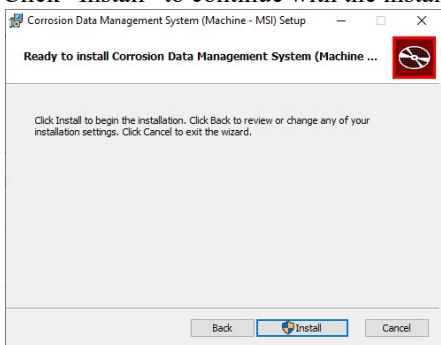 Click "Install" to continue with the instal
Corrosion Data Management System (Machine - MSI) Setup
Ready to install Corrosion Data Management System (Machine ...
Click Install to begin the installation. Click Back to review or change any of your
installation settings. Click Cancel to exit the wizard.
Back Install Cancel